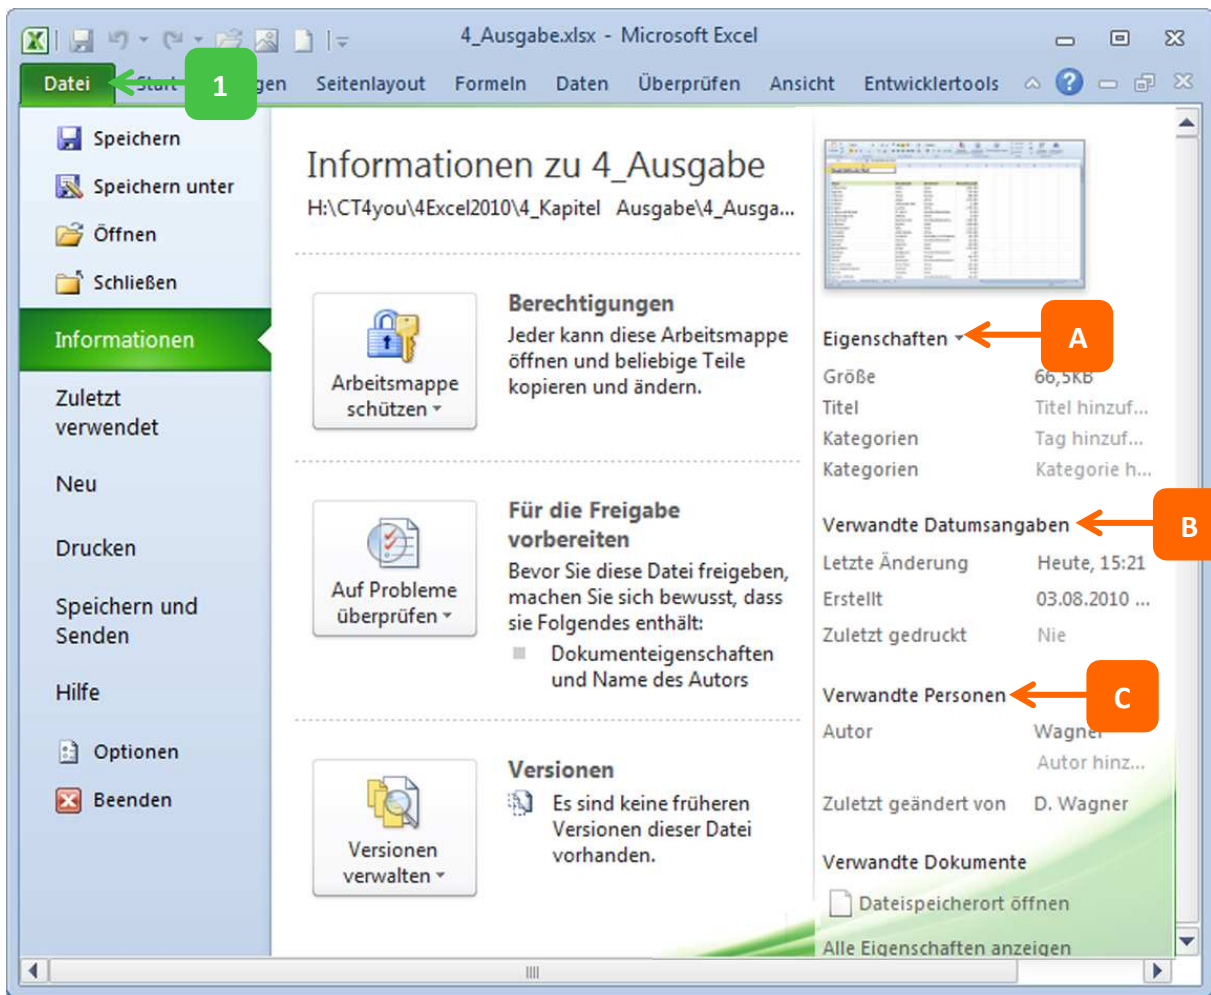 4_Ausgabe.xlsx - Microsoft Excel
Datei Start gen Seitenlayout Formeln Daten Überprüfen Ansicht Entwicklertools
1
Speichern
Speichern unter
Öffnen
Schließen
Informationen
Zuletzt
verwendet
Neu
Drucken
Speichern und
Senden
Hilfe
Optionen
Beenden
Informationen zu 4_Ausgabe
H:\CT4you\4Excel2010\4_Kapitel Ausgabe\4_Ausga...
Arbeitsmappe
schützen
Berechtigungen
Jeder kann diese Arbeitsmappe
öffnen und beliebige Teile
kopieren und ändern.
Auf Probleme
überprüfen
Für die Freigabe
vorbereiten
Bevor Sie diese Datei freigeben,
machen Sie sich bewusst, dass
sie Folgendes enthält:
Dokumenteigenschaften
und Name des Autors
Versionen
verwalten
Versionen
Es sind keine früheren
Versionen dieser Datei
vorhanden.
Eigenschaften
A
Größe 66,5KB
Titel Titel hinzuf...
Kategorien Tag hinzuf...
Kategorien Kategorie h...
Verwandte Datumsangaben
B
Letzte Änderung Heute, 15:21
Erstellt 03.08.2010 ...
Zuletzt gedruckt Nie
Verwandte Personen
C
Autor Wagner
Autor hinz...
Zuletzt geändert von D. Wagner
Verwandte Dokumente
Dateispeicherort öffnen
Alle Eigenschaften anzeigen